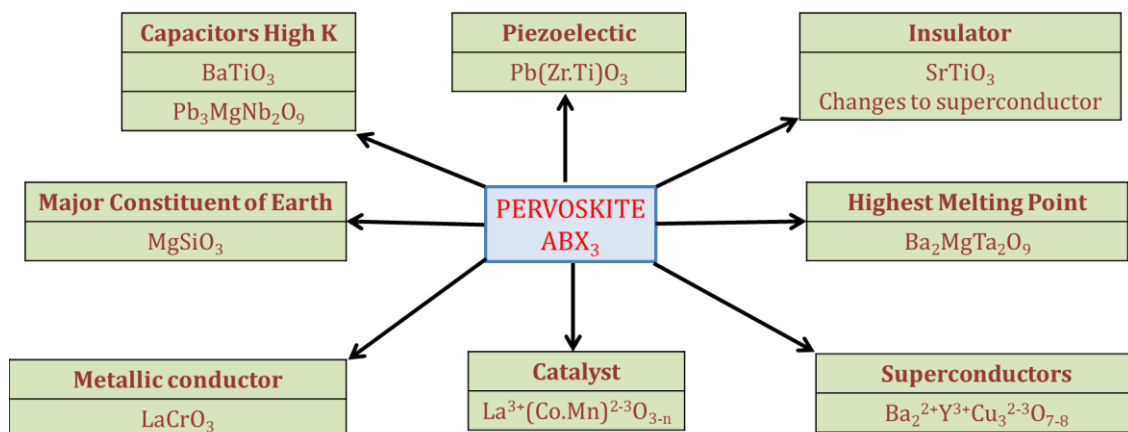 Capacitors High K
BaTiO₃
Pb₃MgNb₂O₉
Piezoelectic
Pb(Zr.Ti)O₃
Insulator
SrTiO₃
Changes to superconductor
Major Constituent of Earth
MgSiO₃
PERVOSKITE
ABX₃
Highest Melting Point
Ba₂MgTa₂O₉
Metallic conductor
LaCrO₃
Catalyst
La³⁺(Co.Mn)²⁻³O₃₋ₙ
Superconductors
Ba₂²⁺Y³⁺Cu₃²⁻³O₇₋₈